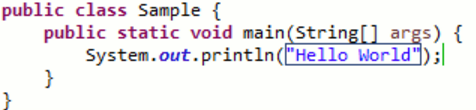 public class Sample {
    public static void main(String[] args) {
        System.out.println("Hello World");
    }
}